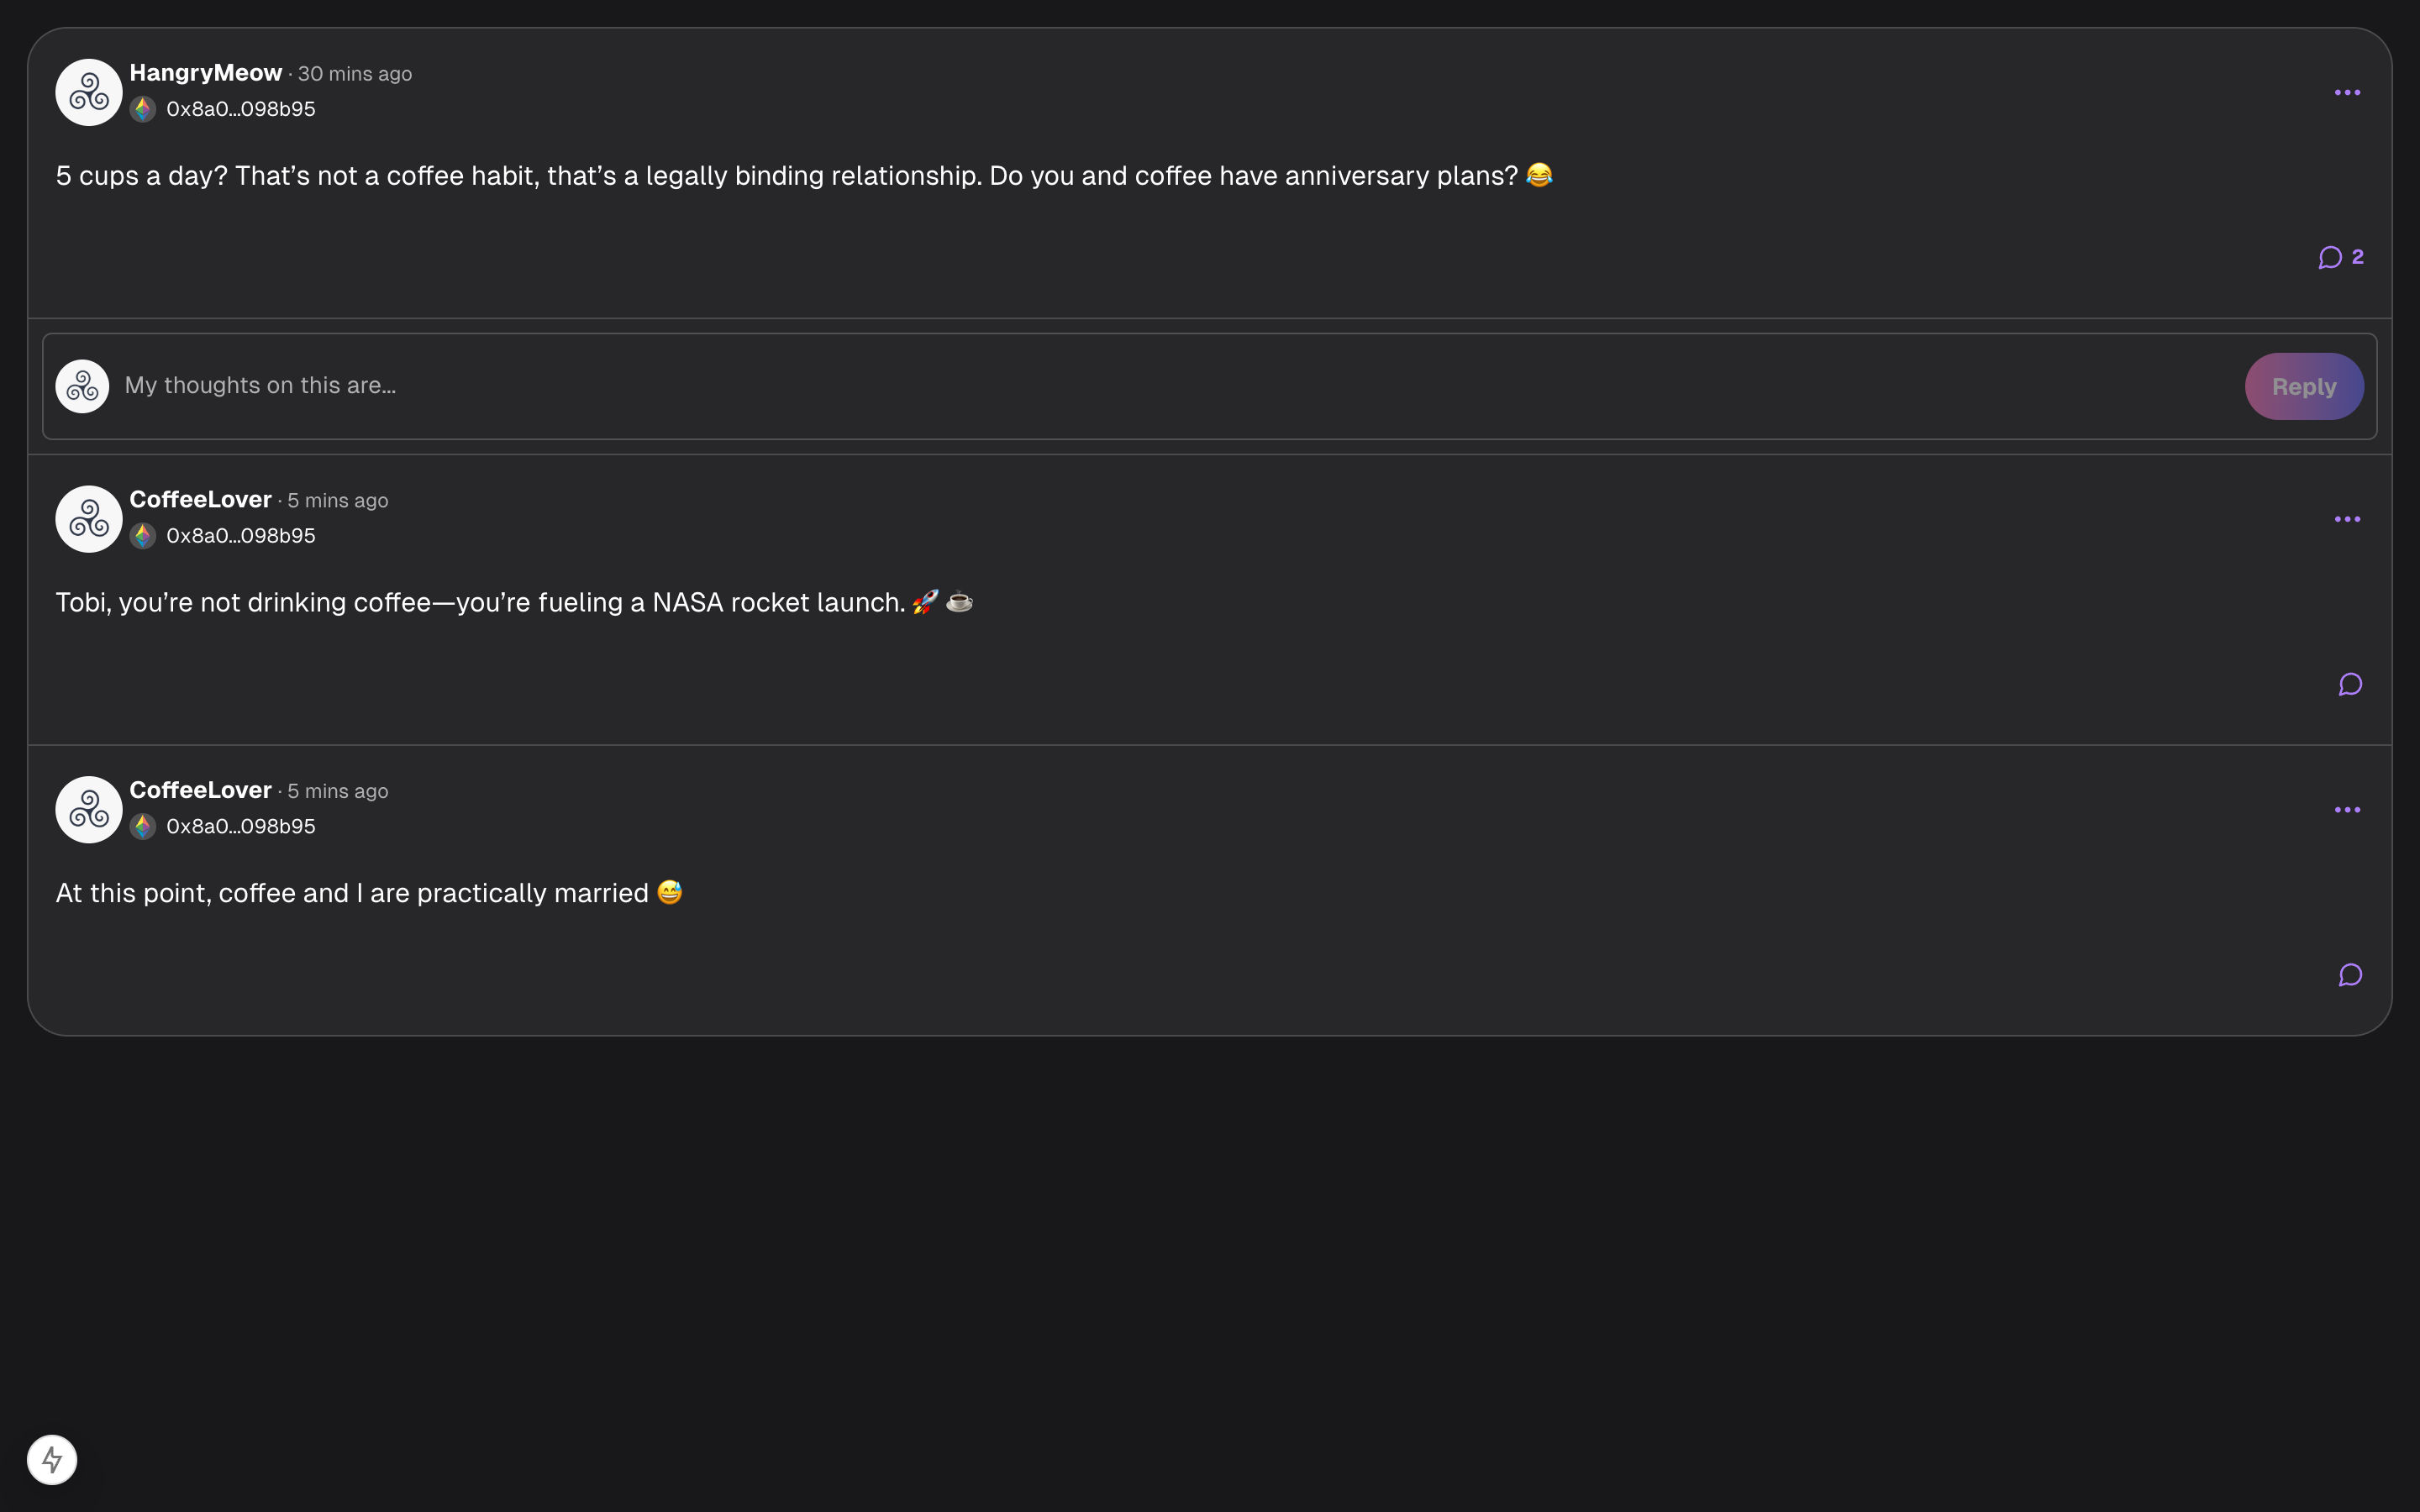 HangryMeow · 30 mins ago
0x8a0...098b95
5 cups a day? That’s not a coffee habit, that’s a legally binding relationship. Do you and coffee have anniversary plans? 😂
2
My thoughts on this are...
Reply
CoffeeLover · 5 mins ago
0x8a0...098b95
Tobi, you’re not drinking coffee—you’re fueling a NASA rocket launch. 🚀 ☕
CoffeeLover · 5 mins ago
0x8a0...098b95
At this point, coffee and I are practically married 😅